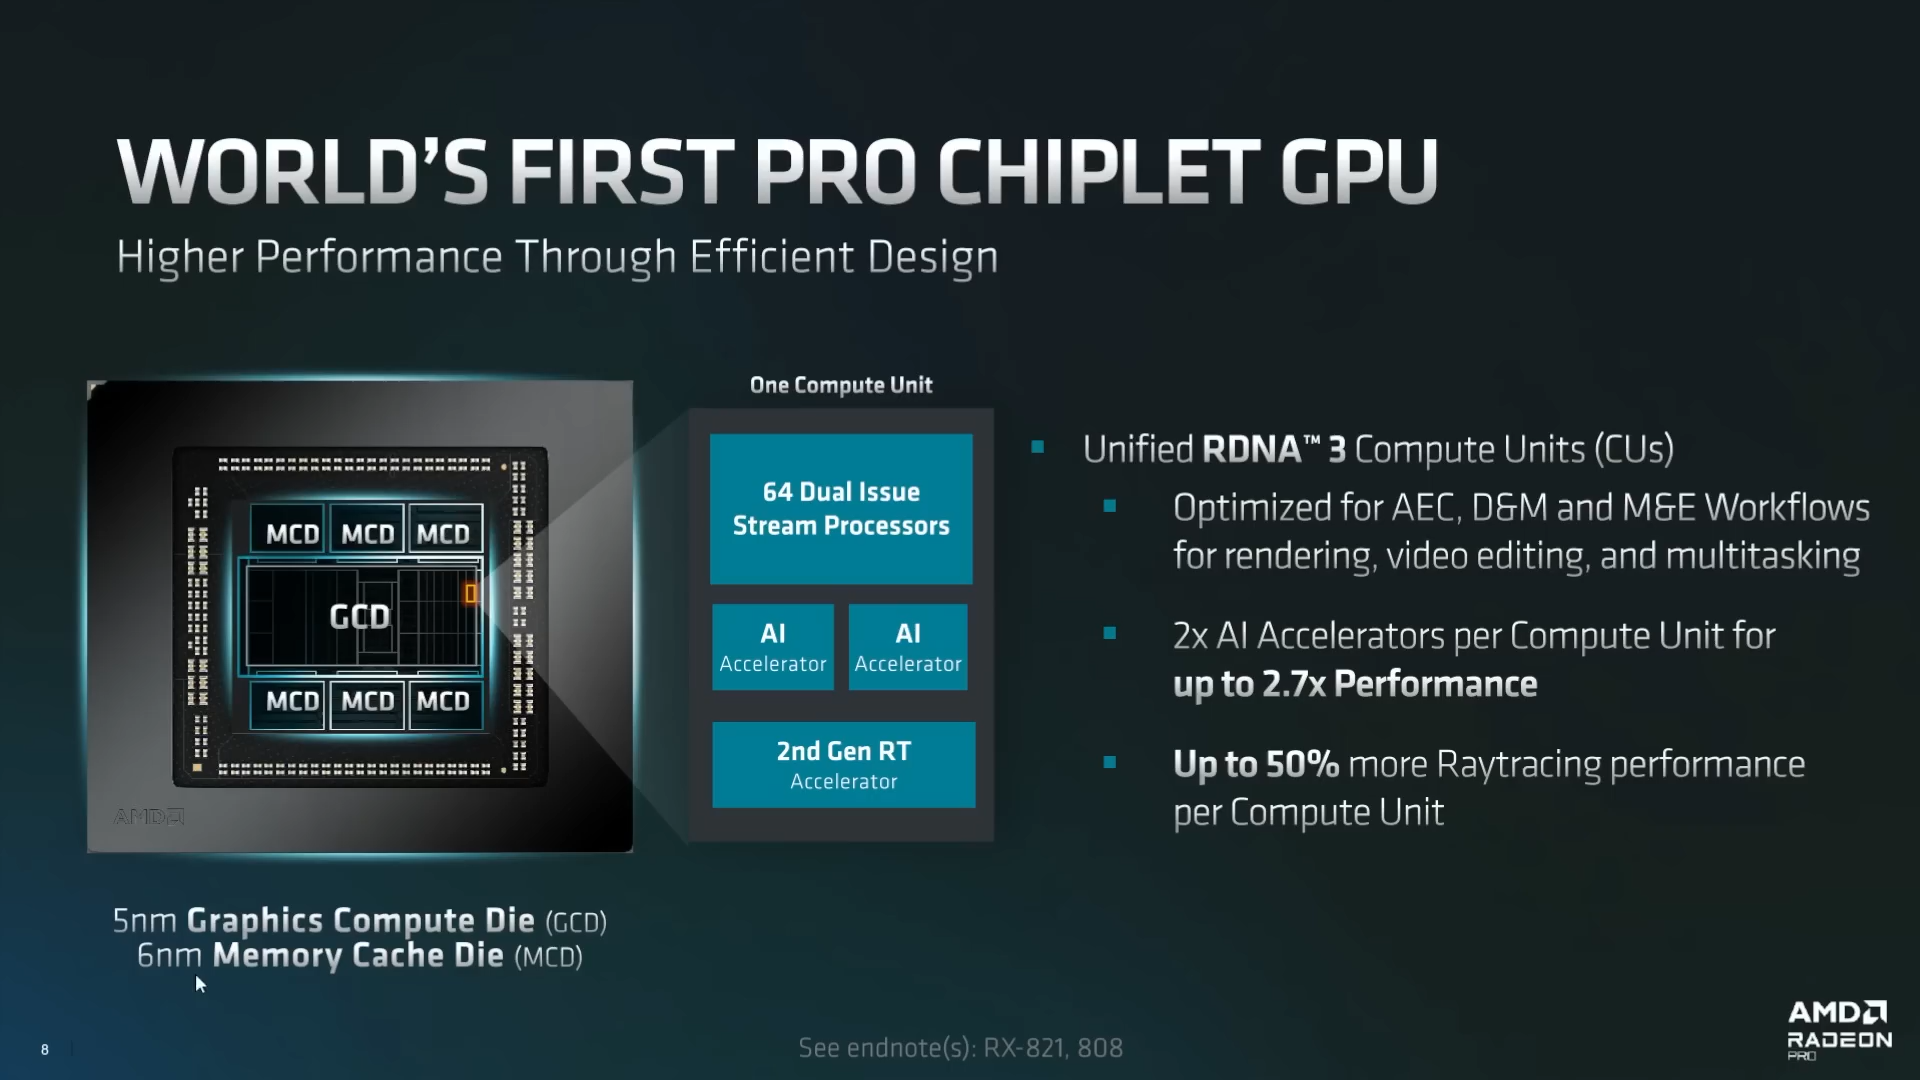 WORLD'S FIRST PRO CHIPLET GPU
Higher Performance Through Efficient Design
One Compute Unit
MCD MCD MCD
GCD
MCD MCD MCD
AMD
64 Dual Issue
Stream Processors
AI
Accelerator
AI
Accelerator
2nd Gen RT
Accelerator
Unified RDNA™ 3 Compute Units (CUs)
Optimized for AEC, D&M and M&E Workflows
for rendering, video editing, and multitasking
2x AI Accelerators per Compute Unit for
up to 2.7x Performance
Up to 50% more Raytracing performance
per Compute Unit
5nm Graphics Compute Die (GCD)
6nm Memory Cache Die (MCD)
8
See endnote(s): RX-821, 808
AMD
RADEON
PRO